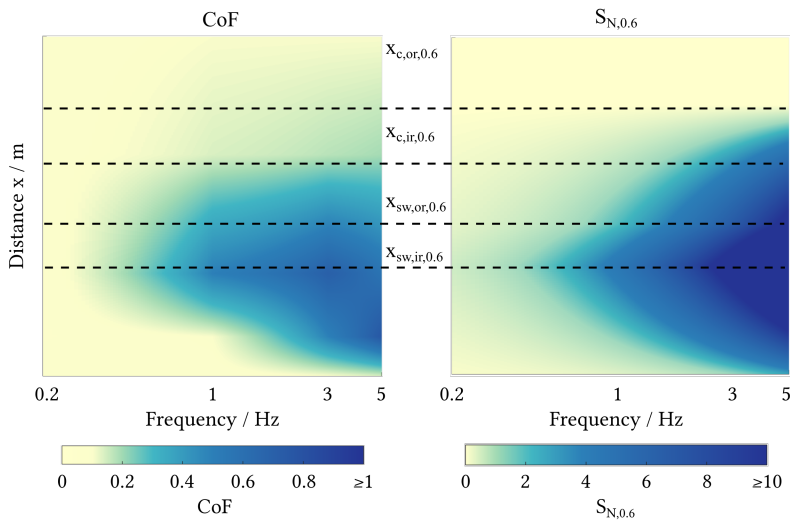 CoF
S_N,0.6
x_c,or,0.6
x_c,ir,0.6
x_sw,or,0.6
x_sw,ir,0.6
Distance x / m
0.2 1 3 5
0.2 1 3 5
Frequency / Hz
Frequency / Hz
0 0.2 0.4 0.6 0.8 ≥1
0 2 4 6 8 ≥10
CoF
S_N,0.6